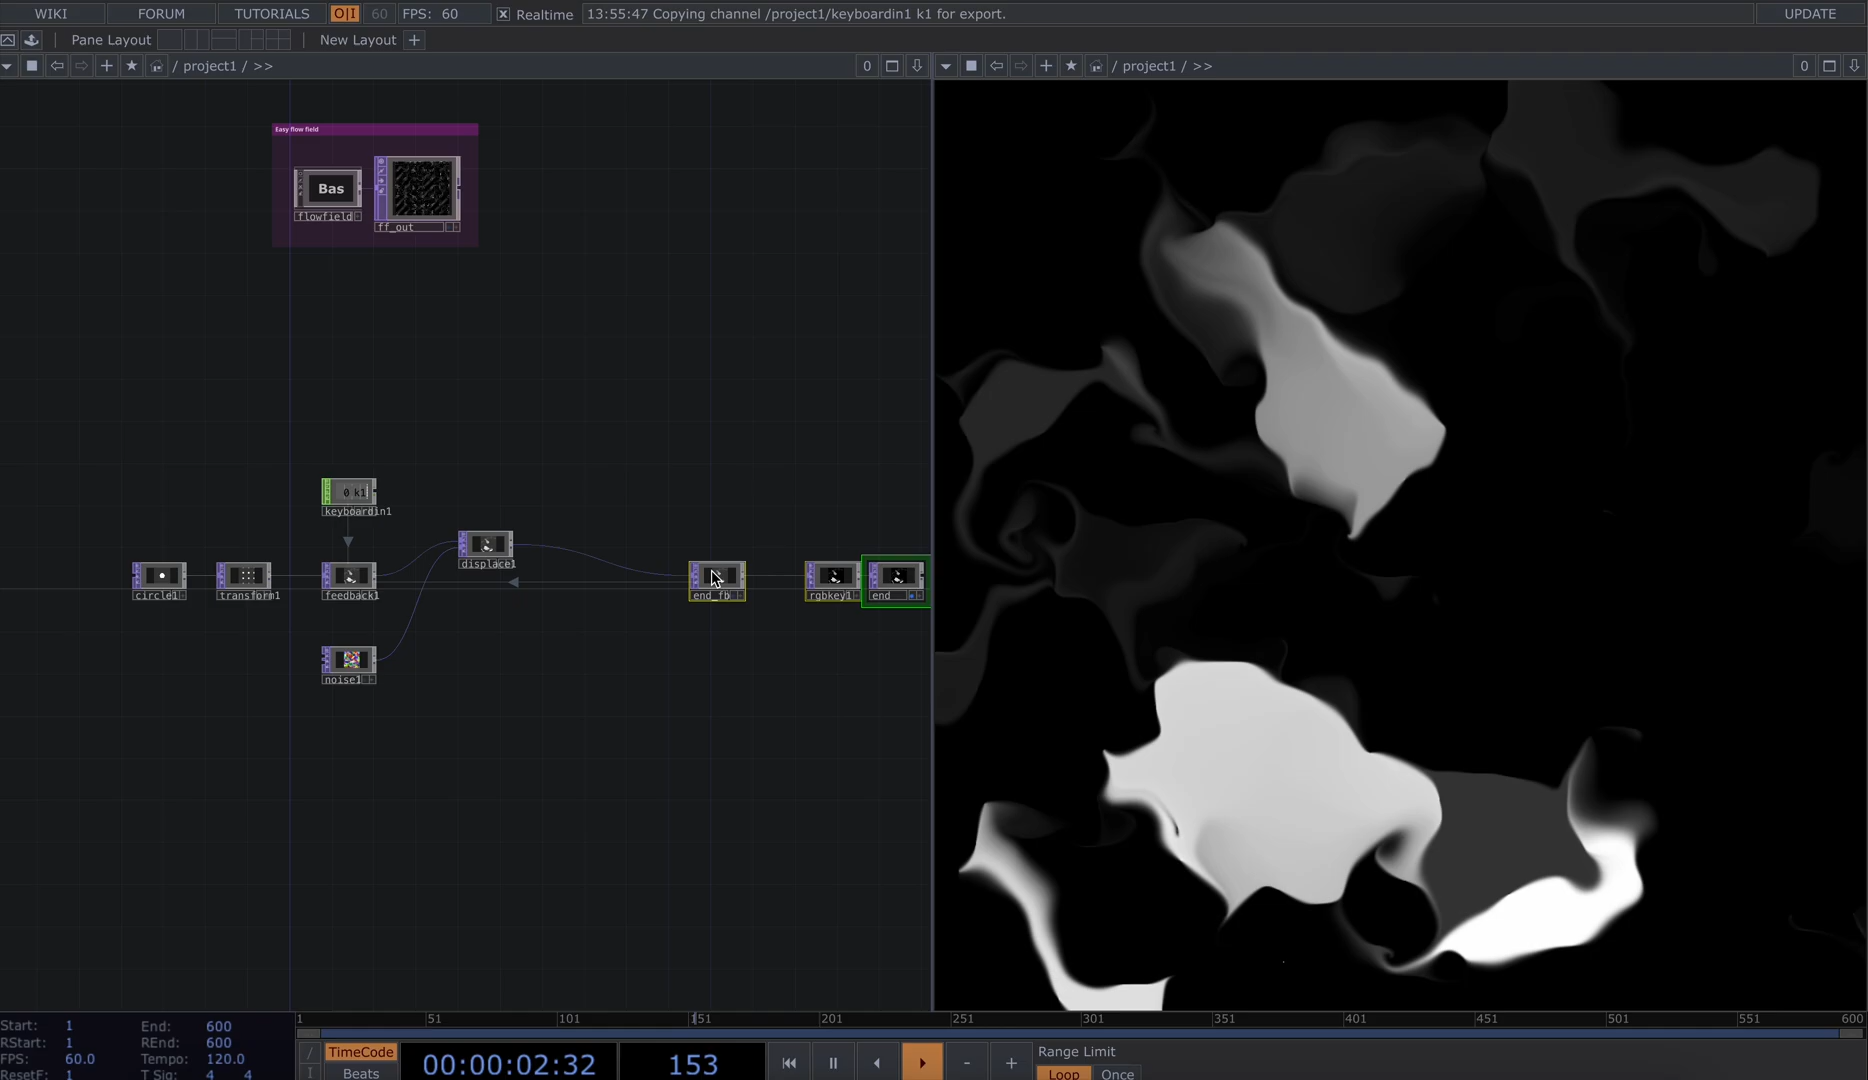 WIKI FORUM TUTORIALS O|I 60 FPS: 60 X Realtime 13:55:47 Copying channel /project1/keyboardin1 k1 for export. UPDATE
Pane Layout New Layout +
/ project1 / >> 0 / project1 / >> 0
Easy flow field
Bas
flowfield
ff_out
0 k1
keyboardin1
displace1
circle1 transform1 feedback1 end_fb rgbkey1 end
noise1
1 51 101 151 201 251 301 351 401 451 501 551 600
Start: 1 End: 600
RStart: 1 REnd: 600
FPS: 60.0 Tempo: 120.0
ResetF: 1 T Sig: 4 4
TimeCode
Beats
00:00:02:32 153
- +
Range Limit
Loop Once